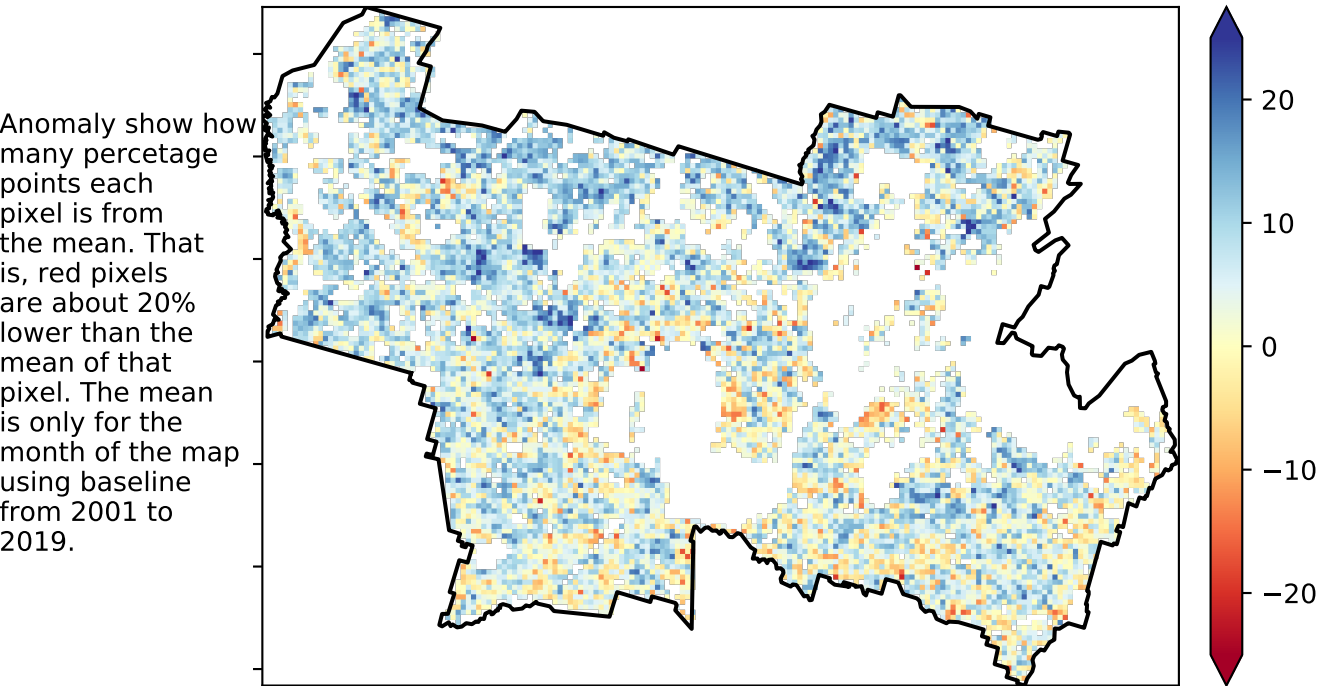 Anomaly show how
many percetage
points each
pixel is from
the mean. That
is, red pixels
are about 20%
lower than the
mean of that
pixel. The mean
is only for the
month of the map
using baseline
from 2001 to
2019.
20
10
0
−10
−20